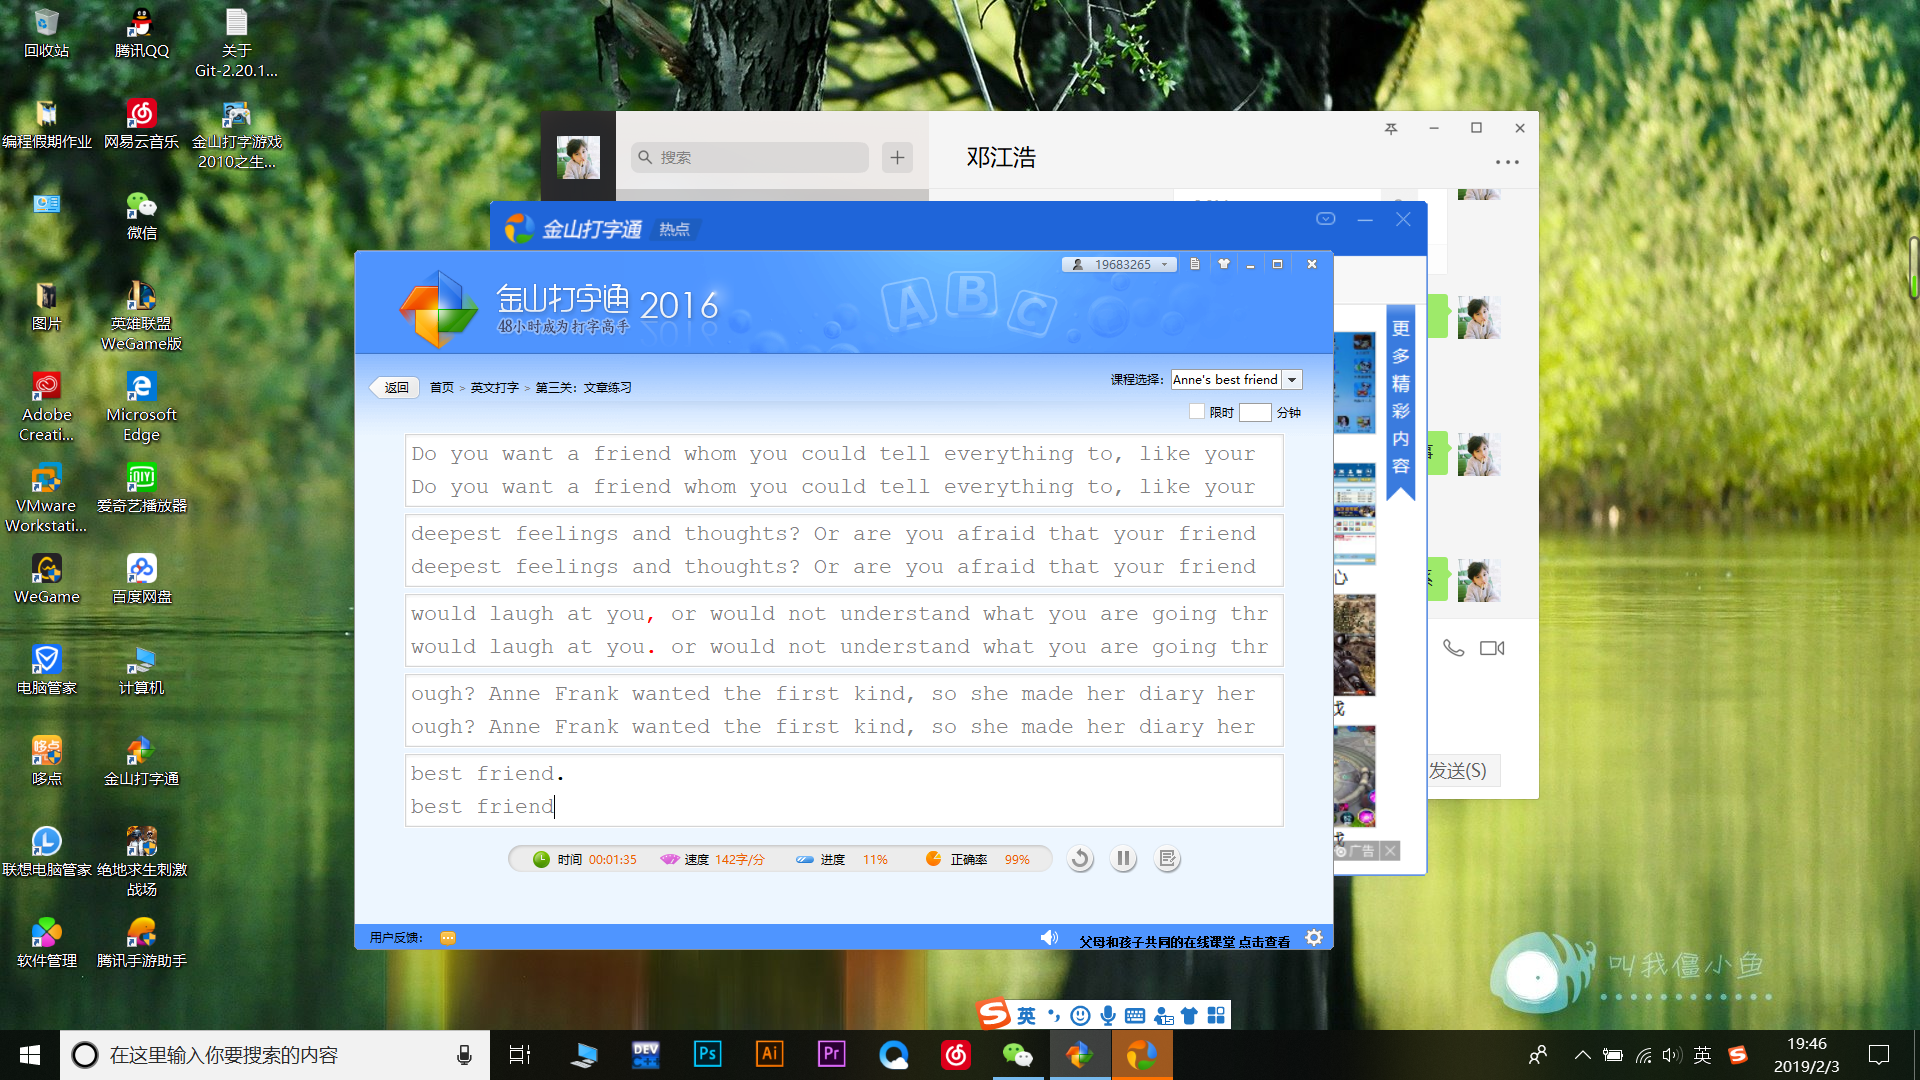 回收站
腾讯QQ
关于
Git-2.20.1...
编程假期作业
网易云音乐
金山打字游戏
2010之生...
微信
图片
英雄联盟
WeGame版
Adobe
Creati...
Microsoft
Edge
VMware
Workstati...
爱奇艺播放器
WeGame
百度网盘
电脑管家
计算机
哆点
金山打字通
联想电脑管家
绝地求生刺激
战场
软件管理
腾讯手游助手
搜索
邓江浩
金山打字通 热点
19683265
金山打字通 2016
48小时成为打字高手
A B C
返回 首页 > 英文打字 > 第三关: 文章练习
课程选择: Anne's best friend
限时 分钟
Do you want a friend whom you could tell everything to, like your
Do you want a friend whom you could tell everything to, like your
deepest feelings and thoughts? Or are you afraid that your friend
deepest feelings and thoughts? Or are you afraid that your friend
would laugh at you, or would not understand what you are going thr
would laugh at you. or would not understand what you are going thr
ough? Anne Frank wanted the first kind, so she made her diary her
ough? Anne Frank wanted the first kind, so she made her diary her
best friend.
best friend
时间 00:01:35 速度 142字/分 进度 11% 正确率 99%
用户反馈:
父母和孩子共同的在线课堂 点击查看
更多精彩内容
心
广告
发送(S)
叫我僵小鱼
英
在这里输入你要搜索的内容
DEV C++
Ps
Ai
Pr
英
19:46
2019/2/3